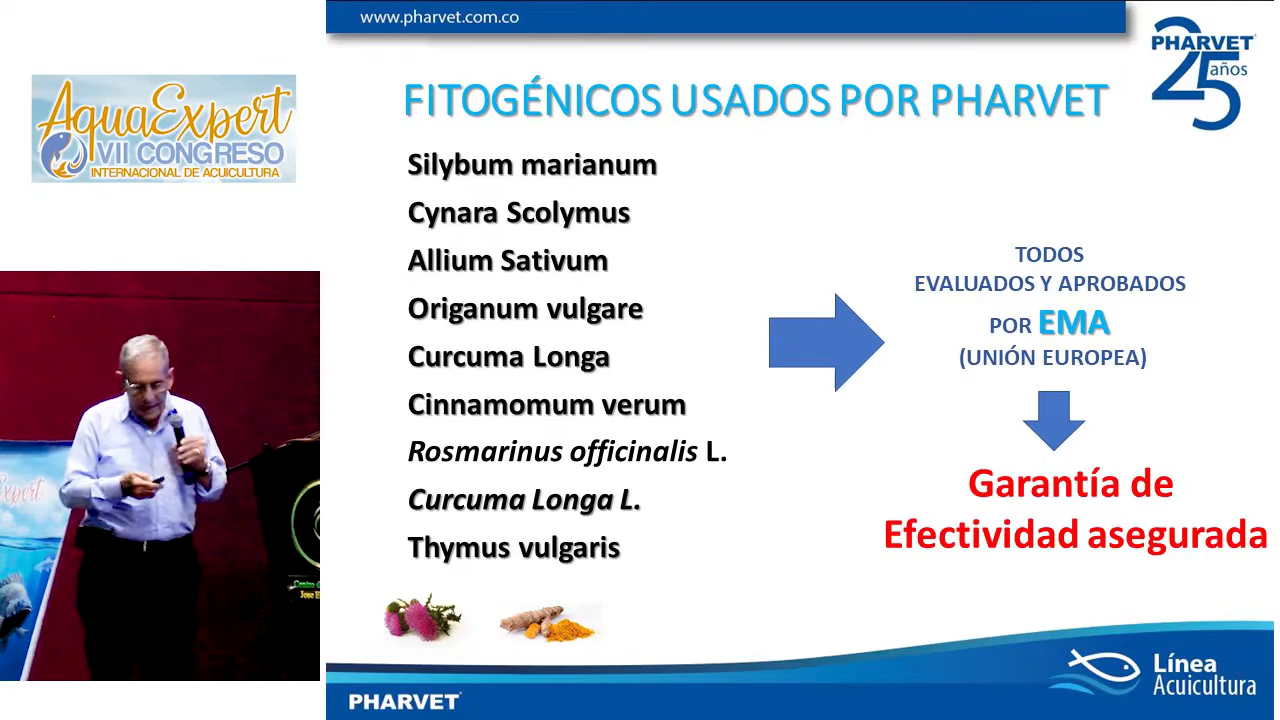 www.pharvet.com.co
PHARVET
25
años
AquaExpert
VII CONGRESO
INTERNACIONAL DE ACUICULTURA
FITOGÉNICOS USADOS POR PHARVET
Silybum marianum
Cynara Scolymus
Allium Sativum
Origanum vulgare
Curcuma Longa
Cinnamomum verum
Rosmarinus officinalis L.
Curcuma Longa L.
Thymus vulgaris
TODOS
EVALUADOS Y APROBADOS
POR EMA
(UNIÓN EUROPEA)
Garantía de
Efectividad asegurada
PHARVET
Línea
Acuicultura